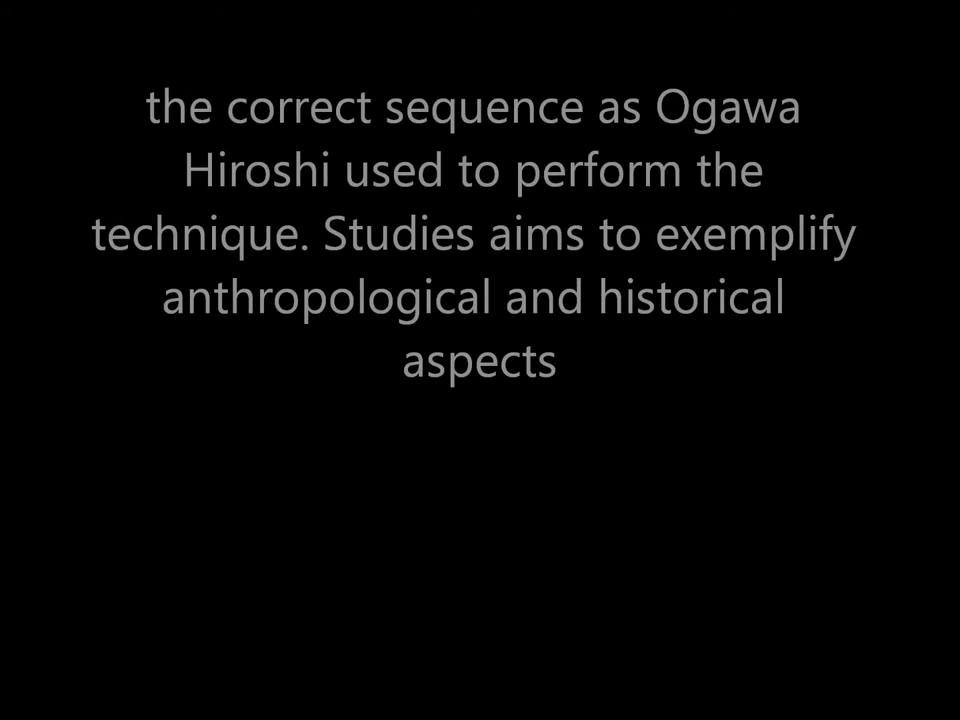 the correct sequence as Ogawa
Hiroshi used to perform the
technique. Studies aims to exemplify
anthropological and historical
aspects